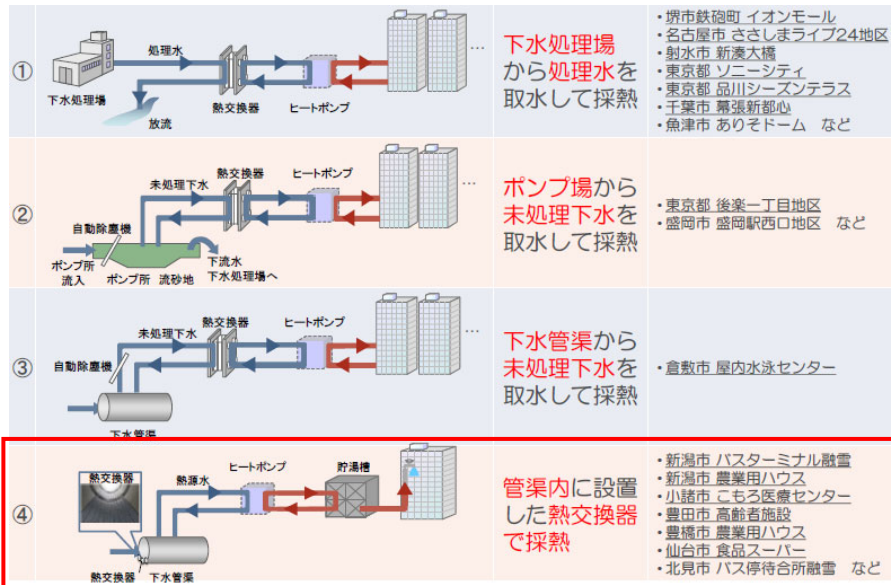 ①
処理水
下水処理場
放流
熱交換器
ヒートポンプ
…
下水処理場
から処理水を
取水して採熱
・堺市鉄砲町 イオンモール
・名古屋市 ささしまライブ24地区
・射水市 新湊大橋
・東京都 ソニーシティ
・東京都 品川シーズンテラス
・千葉市 幕張新都心
・魚津市 ありそドーム など
②
未処理下水
熱交換器
ヒートポンプ
…
自動除塵機
ポンプ所
流入
ポンプ所
流砂地
下流水
下水処理場へ
ポンプ場から
未処理下水を
取水して採熱
・東京都 後楽一丁目地区
・盛岡市 盛岡駅西口地区 など
③
未処理下水
熱交換器
ヒートポンプ
…
自動除塵機
下水管渠
下水管渠から
未処理下水を
取水して採熱
・倉敷市 屋内水泳センター
④
熱交換器
熱源水
ヒートポンプ
貯湯槽
熱交換器
下水管渠
管渠内に設置
した熱交換器
で採熱
・新潟市 バスターミナル融雪
・新潟市 農業用ハウス
・小諸市 こもろ医療センター
・豊田市 高齢者施設
・豊橋市 農業用ハウス
・仙台市 食品スーパー
・北見市 バス停待合所融雪 など